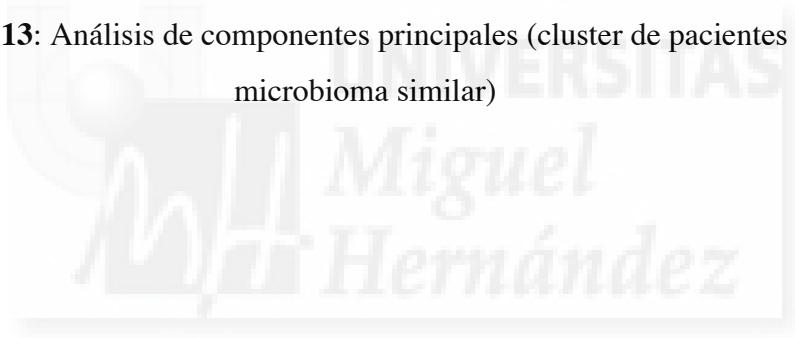 13: Análisis de componentes principales (cluster de pacientes
microbioma similar)
UNIVERSITAS
Miguel
Hernández